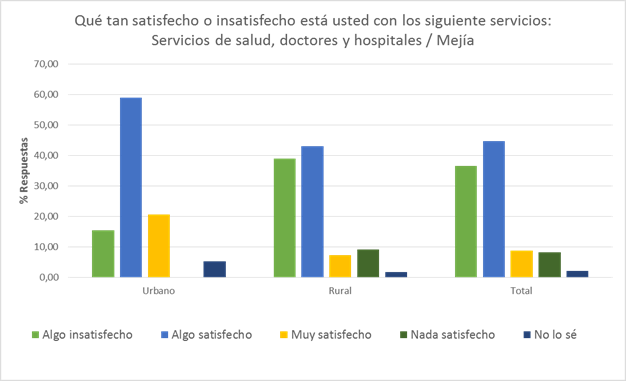 Qué tan satisfecho o insatisfecho está usted con los siguiente servicios:
Servicios de salud, doctores y hospitales / Mejía
% Respuestas
70,00
60,00
50,00
40,00
30,00
20,00
10,00
0,00
Urbano Rural Total
Algo insatisfecho Algo satisfecho Muy satisfecho Nada satisfecho No lo sé